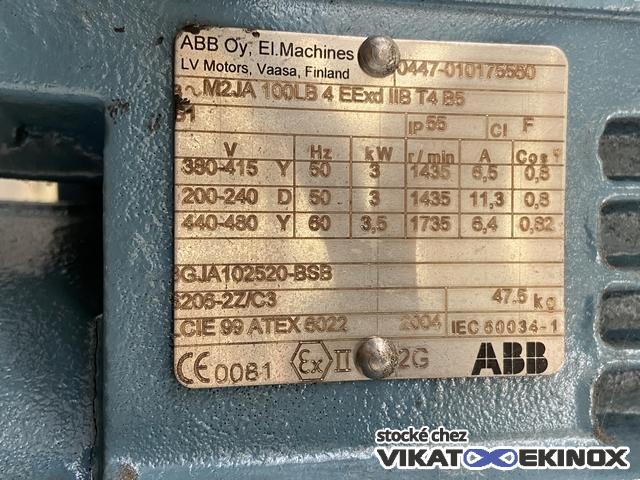 ABB Oy, El.Machines
LV Motors, Vaasa, Finland
0447-010175550
3~ M2JA 100LB 4 EExd IIB T4 B5
IP 55 Cl F
V Hz kW r/min A Cos
380-415 Y 50 3 1435 6,5 0,8
200-240 D 50 3 1435 11,3 0,8
440-480 Y 60 3,5 1735 6,4 0,82
3GJA102520-BSB
6206-2Z/C3 47.5 kg
LCIE 99 ATEX 6022 2004 IEC 60034-1
CE 0081 Ex II 2G ABB
stocké chez
VIKAT EKINOX